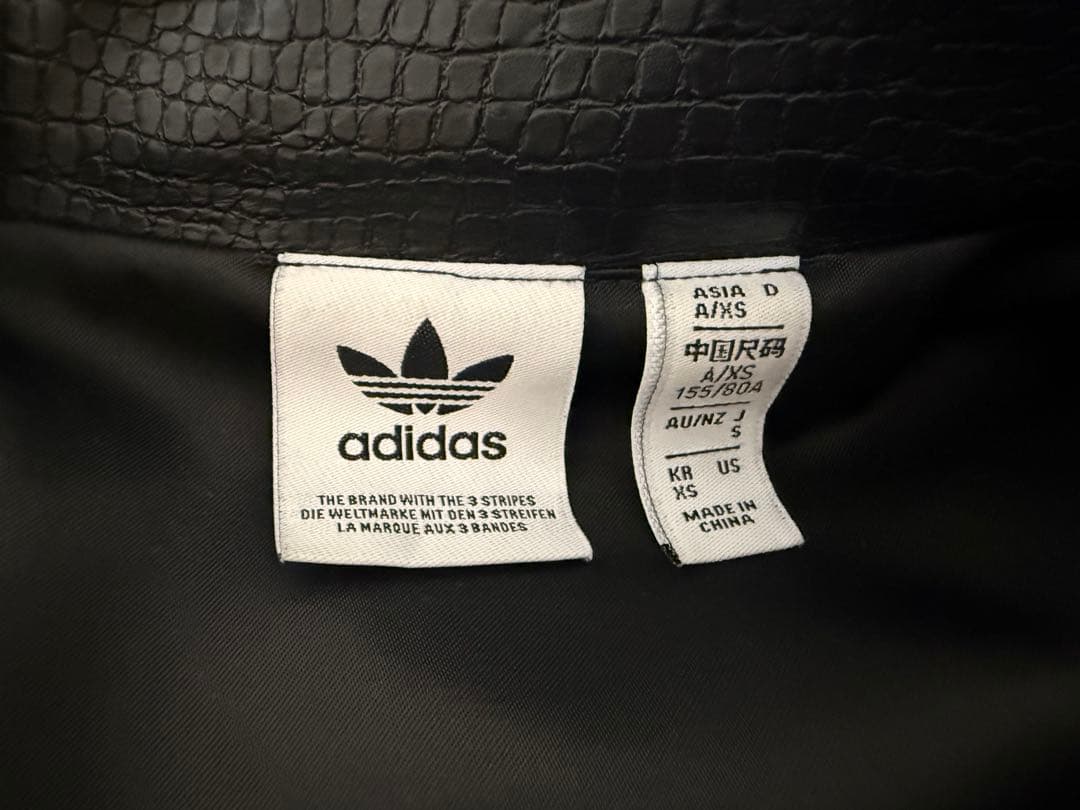 adidas
THE BRAND WITH THE 3 STRIPES
DIE WELTMARKE MIT DEN 3 STREIFEN
LA MARQUE AUX 3 BANDES
ASIA D
A/XS
中国尺码
A/XS
155/80A
AU/NZ J
S
KR US
XS
MADE IN
CHINA